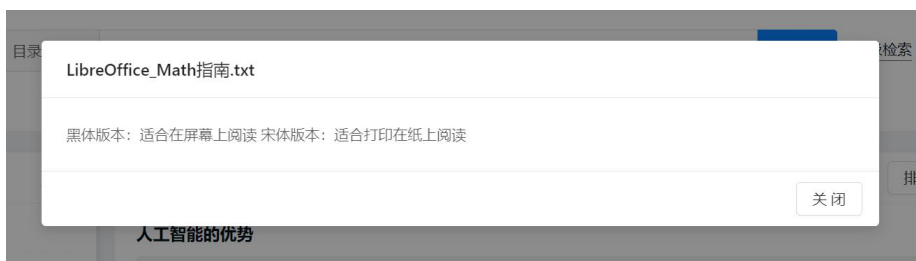 目录
级检索
LibreOffice_Math指南.txt
黑体版本：适合在屏幕上阅读 宋体版本：适合打印在纸上阅读
排
关 闭
人工智能的优势